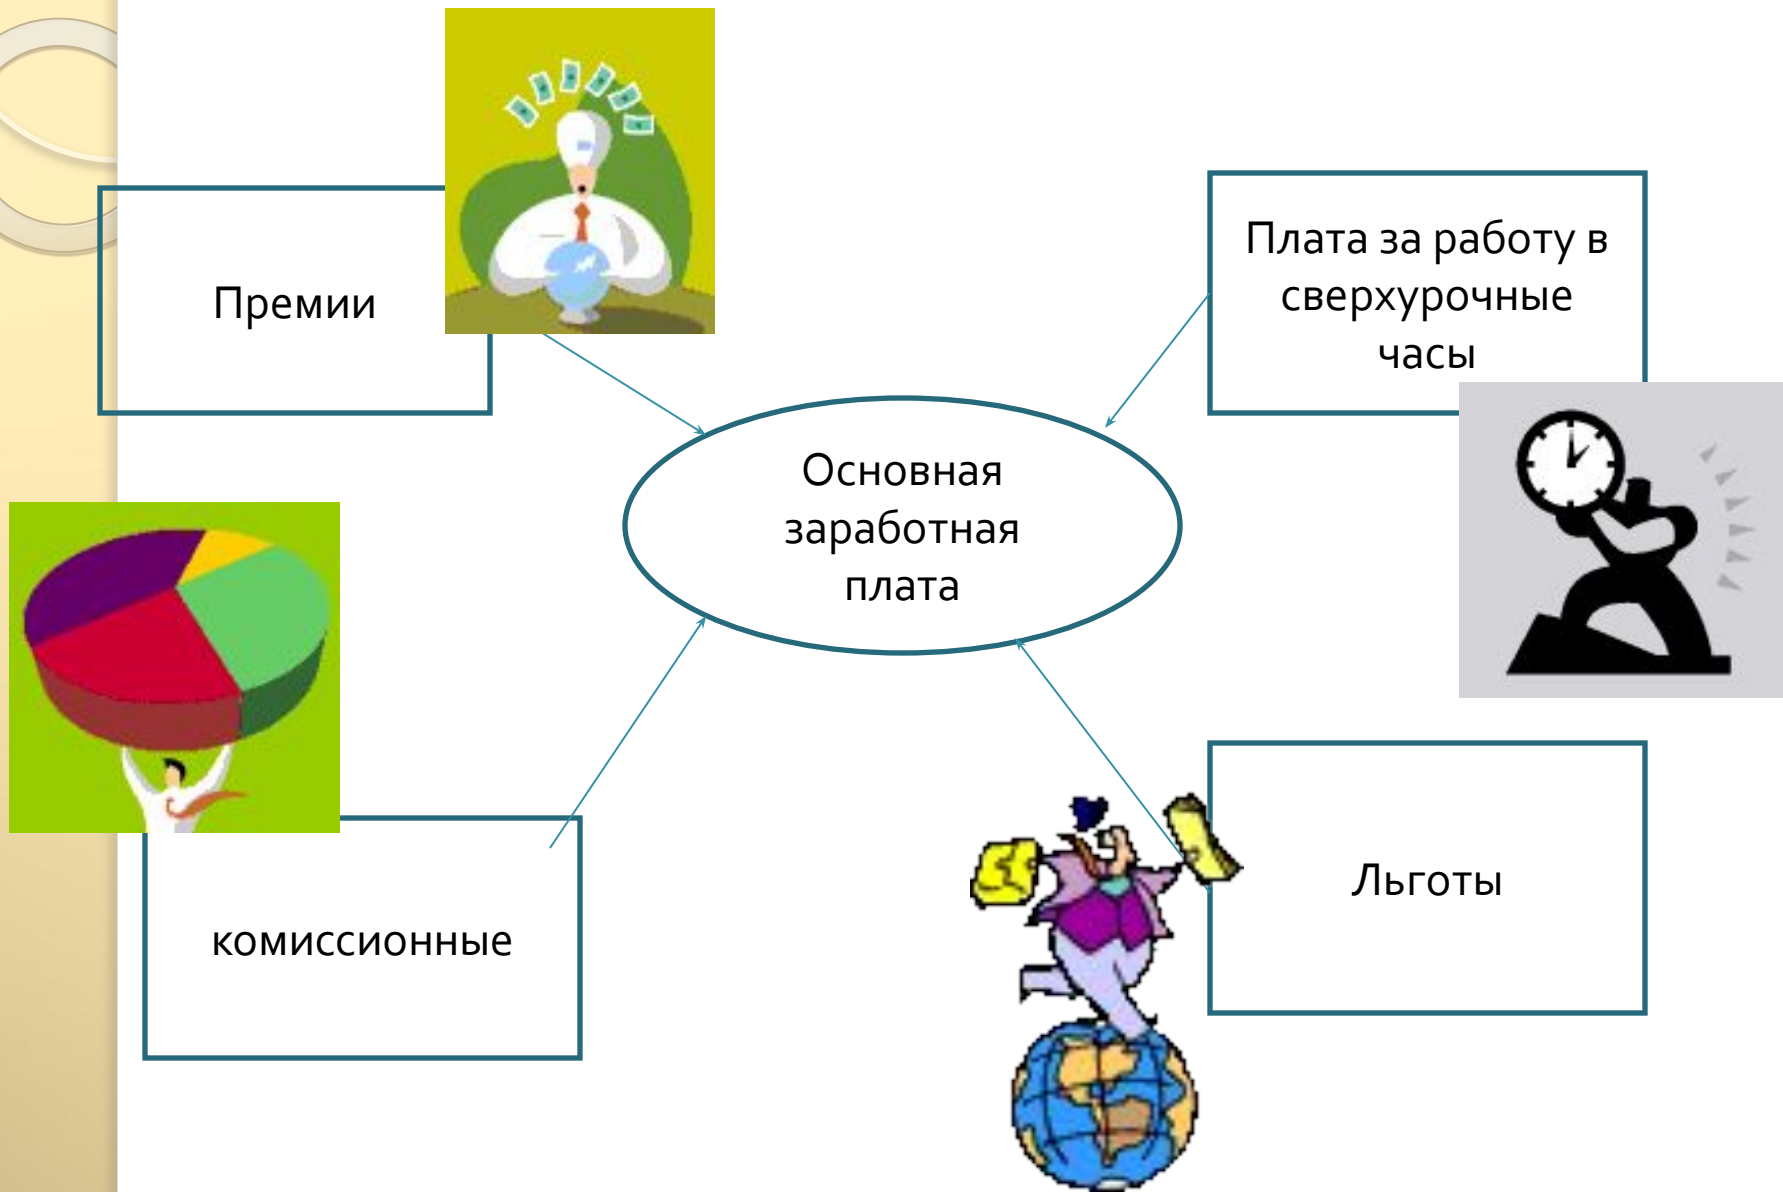 Премии
Плата за работу в
сверхурочные
часы
Основная
заработная
плата
комиссионные
Льготы